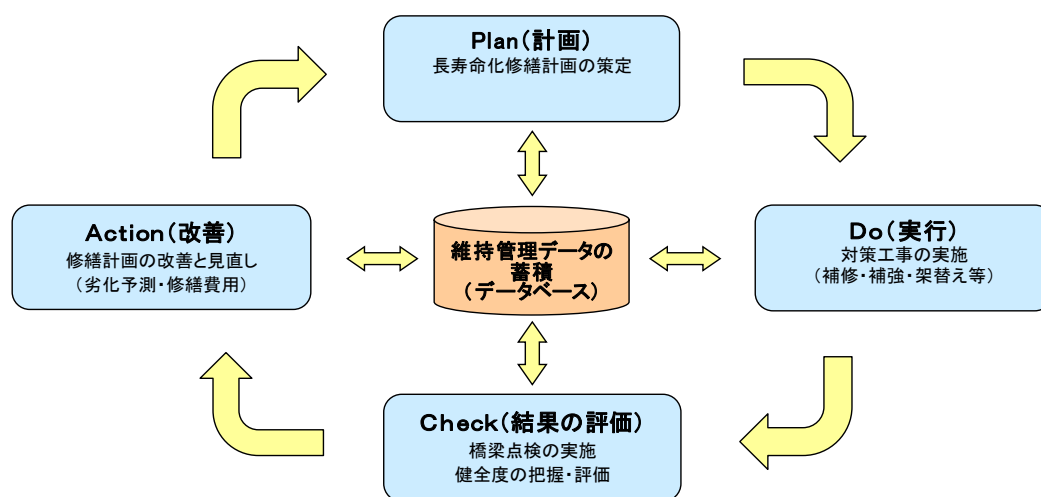 Plan(計画)
長寿命化修繕計画の策定
Action(改善)
修繕計画の改善と見直し
(劣化予測・修繕費用)
維持管理データの
蓄積
(データベース)
Do(実行)
対策工事の実施
(補修・補強・架替え等)
Check(結果の評価)
橋梁点検の実施
健全度の把握・評価